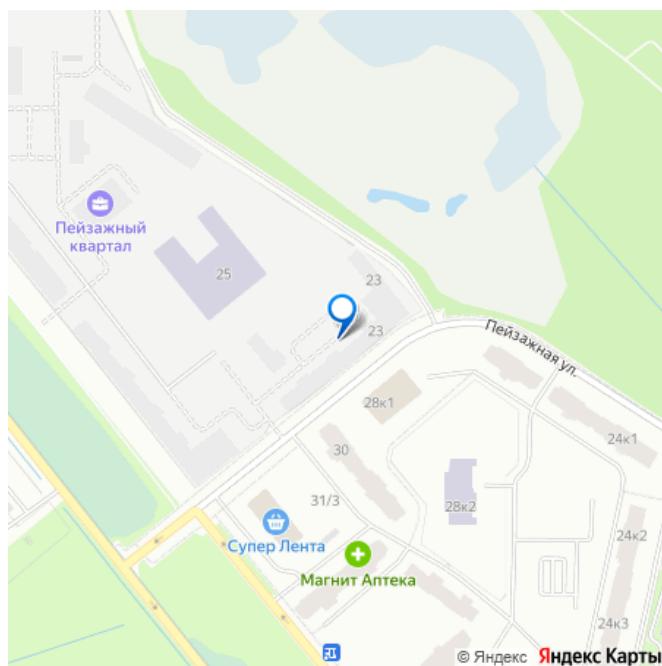 Пейзажный
квартал
25
23
23
Пейзажная ул.
28к1
24к1
30
31/3
28к2
Супер Лента
24к2
Магнит Аптека
24к3
© Яндекс Яндекс Карты